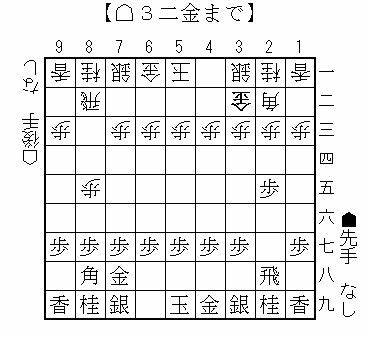 【☖３二金まで】
9 8 7 6 5 4 3 2 1
☖後手 なし
香 桂 銀 金 玉 銀 桂 香 一
飛 金 角 二
歩 歩 歩 歩 歩 歩 歩 歩 三
四
歩 歩 五
六
歩 歩 歩 歩 歩 歩 歩 歩 七
角 金 飛 八
香 桂 銀 玉 金 銀 桂 香 九
☗先手 なし